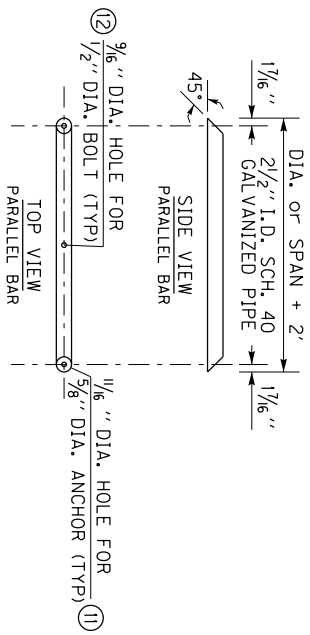 DIA. or SPAN + 2'
1 7/16"
1 7/16"
2 1/2" I.D. SCH. 40
GALVANIZED PIPE
45°
SIDE VIEW
PARALLEL BAR
12
9/16" DIA. HOLE FOR
1/2" DIA. BOLT (TYP)
11/16" DIA. HOLE FOR
5/8" DIA. ANCHOR (TYP)
11
TOP VIEW
PARALLEL BAR